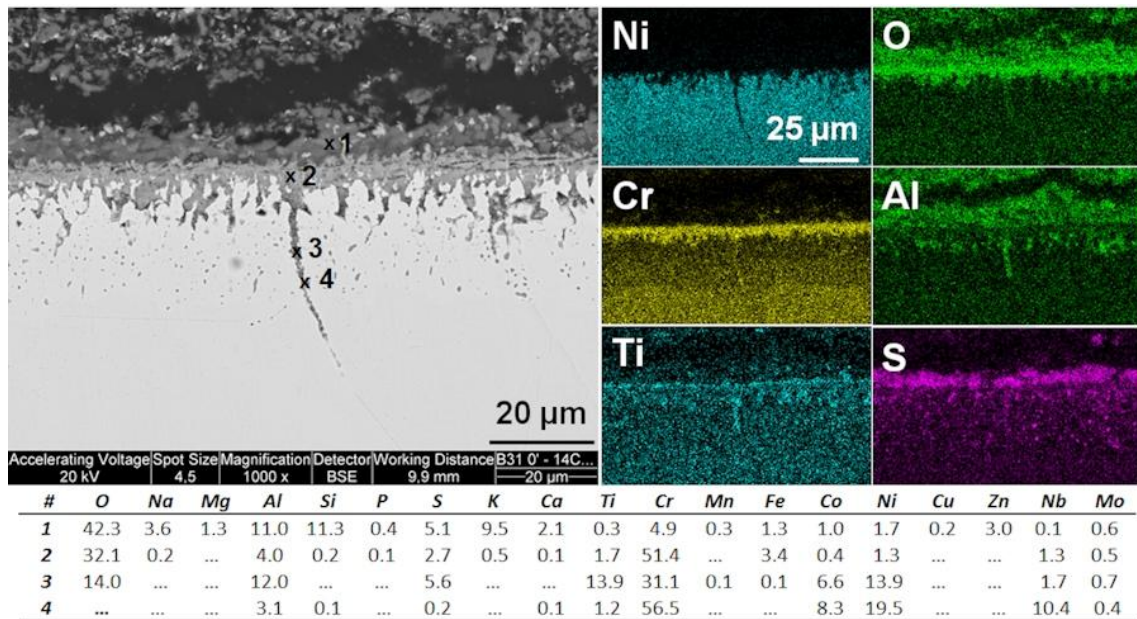 Ni
O
25 µm
Cr
Al
Ti
S
1
2
3
4
20 µm
Accelerating Voltage Spot Size Magnification Detector Working Distance B31 0' - 14C...
20 kV 4.5 1000 x BSE 9.9 mm 20 µm
# O Na Mg Al Si P S K Ca Ti Cr Mn Fe Co Ni Cu Zn Nb Mo
1 42.3 3.6 1.3 11.0 11.3 0.4 5.1 9.5 2.1 0.3 4.9 0.3 1.3 1.0 1.7 0.2 3.0 0.1 0.6
2 32.1 0.2 ... 4.0 0.2 0.1 2.7 0.5 0.1 1.7 51.4 ... 3.4 0.4 1.3 ... ... 1.3 0.5
3 14.0 ... ... 12.0 ... ... 5.6 ... ... 13.9 31.1 0.1 0.1 6.6 13.9 ... ... 1.7 0.7
4 ... ... ... 3.1 0.1 ... 0.2 ... 0.1 1.2 56.5 ... ... 8.3 19.5 ... ... 10.4 0.4